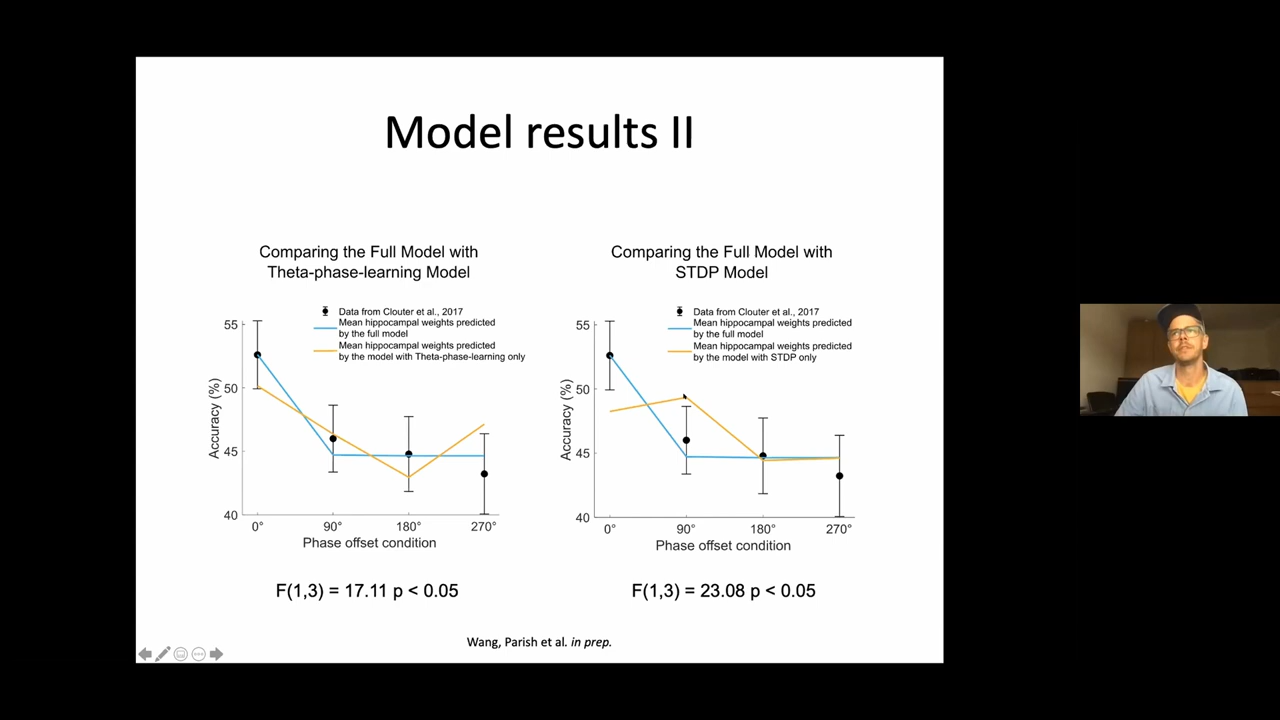 Model results II
Comparing the Full Model with
Theta-phase-learning Model
Data from Clouter et al., 2017
Mean hippocampal weights predicted
by the full model
Mean hippocampal weights predicted
by the model with Theta-phase-learning only
55
50
45
40
Accuracy (%)
0°
90°
180°
270°
Phase offset condition
F(1,3) = 17.11 p < 0.05
Comparing the Full Model with
STDP Model
Data from Clouter et al., 2017
Mean hippocampal weights predicted
by the full model
Mean hippocampal weights predicted
by the model with STDP only
55
50
45
40
Accuracy (%)
0°
90°
180°
270°
Phase offset condition
F(1,3) = 23.08 p < 0.05
Wang, Parish et al. in prep.